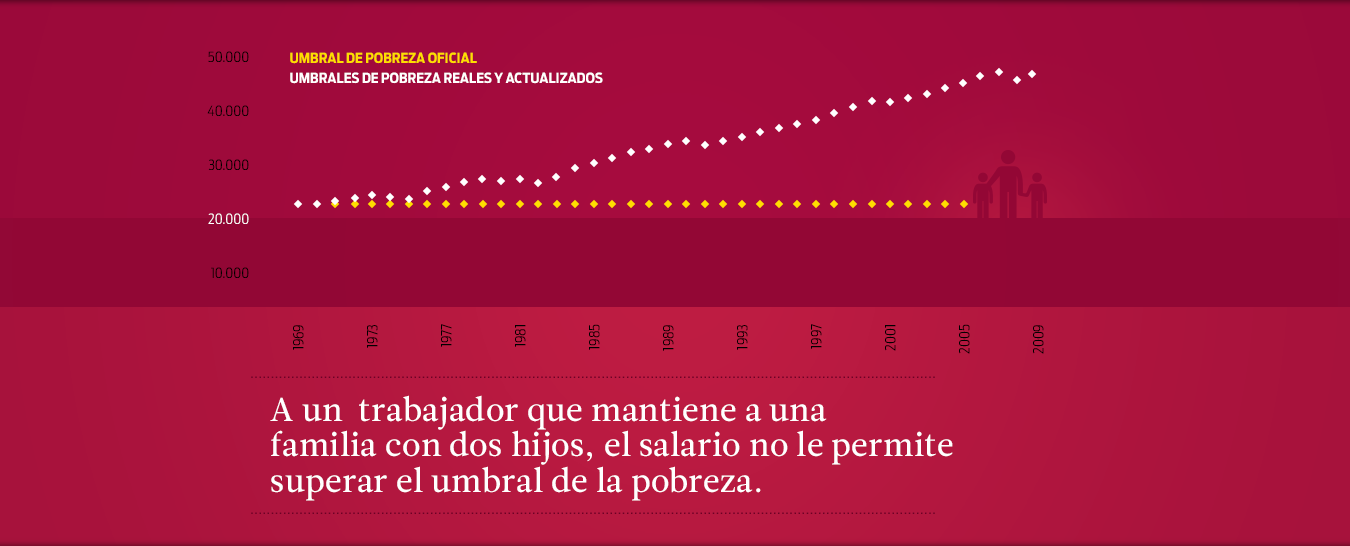 50.000
UMBRAL DE POBREZA OFICIAL
UMBRALES DE POBREZA REALES Y ACTUALIZADOS
40.000
30.000
20.000
10.000
1969 1973 1977 1981 1985 1989 1993 1997 2001 2005 2009
A un trabajador que mantiene a una
familia con dos hijos, el salario no le permite
superar el umbral de la pobreza.